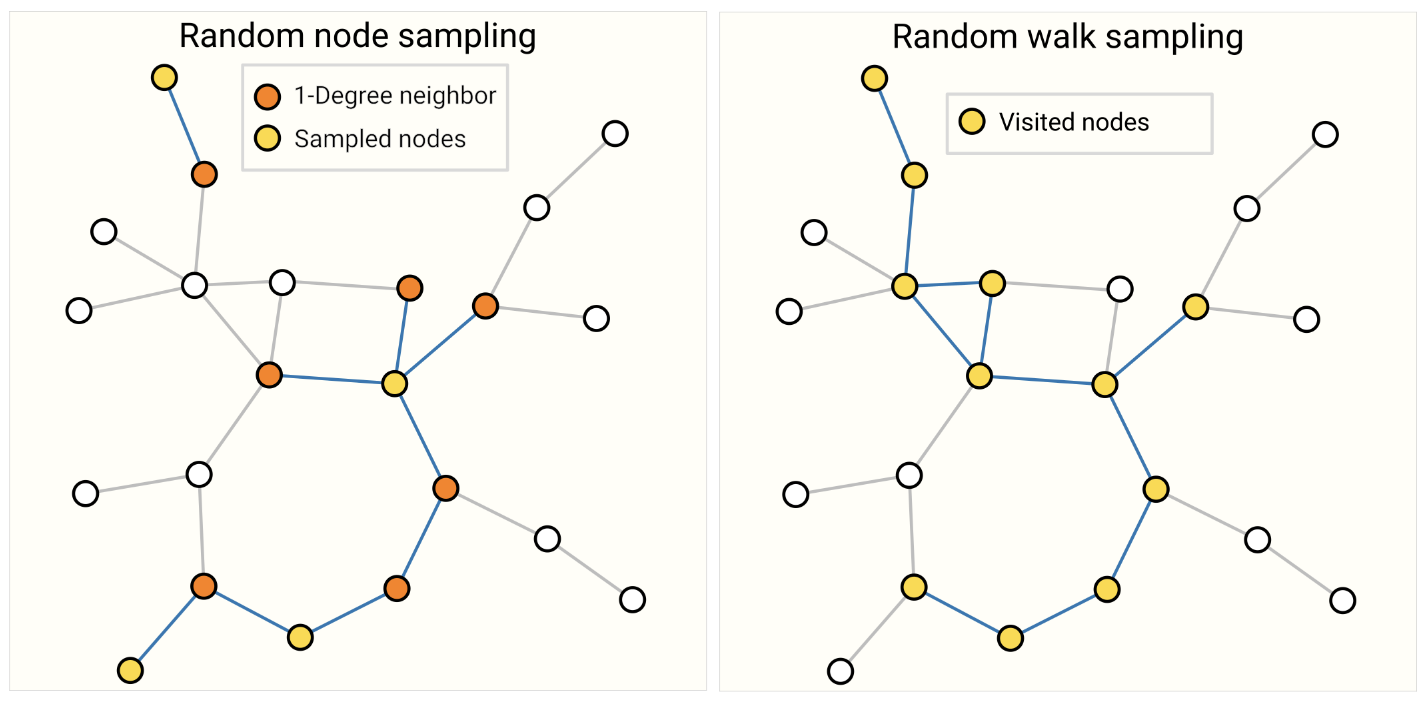 Random node sampling
1-Degree neighbor
Sampled nodes
Random walk sampling
Visited nodes